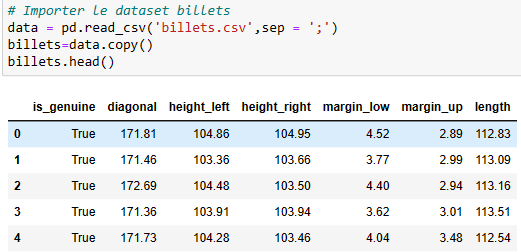 # Importer le dataset billets
data = pd.read_csv('billets.csv',sep = ';')
billets=data.copy()
billets.head()
is_genuine diagonal height_left height_right margin_low margin_up length
0 True 171.81 104.86 104.95 4.52 2.89 112.83
1 True 171.46 103.36 103.66 3.77 2.99 113.09
2 True 172.69 104.48 103.50 4.40 2.94 113.16
3 True 171.36 103.91 103.94 3.62 3.01 113.51
4 True 171.73 104.28 103.46 4.04 3.48 112.54